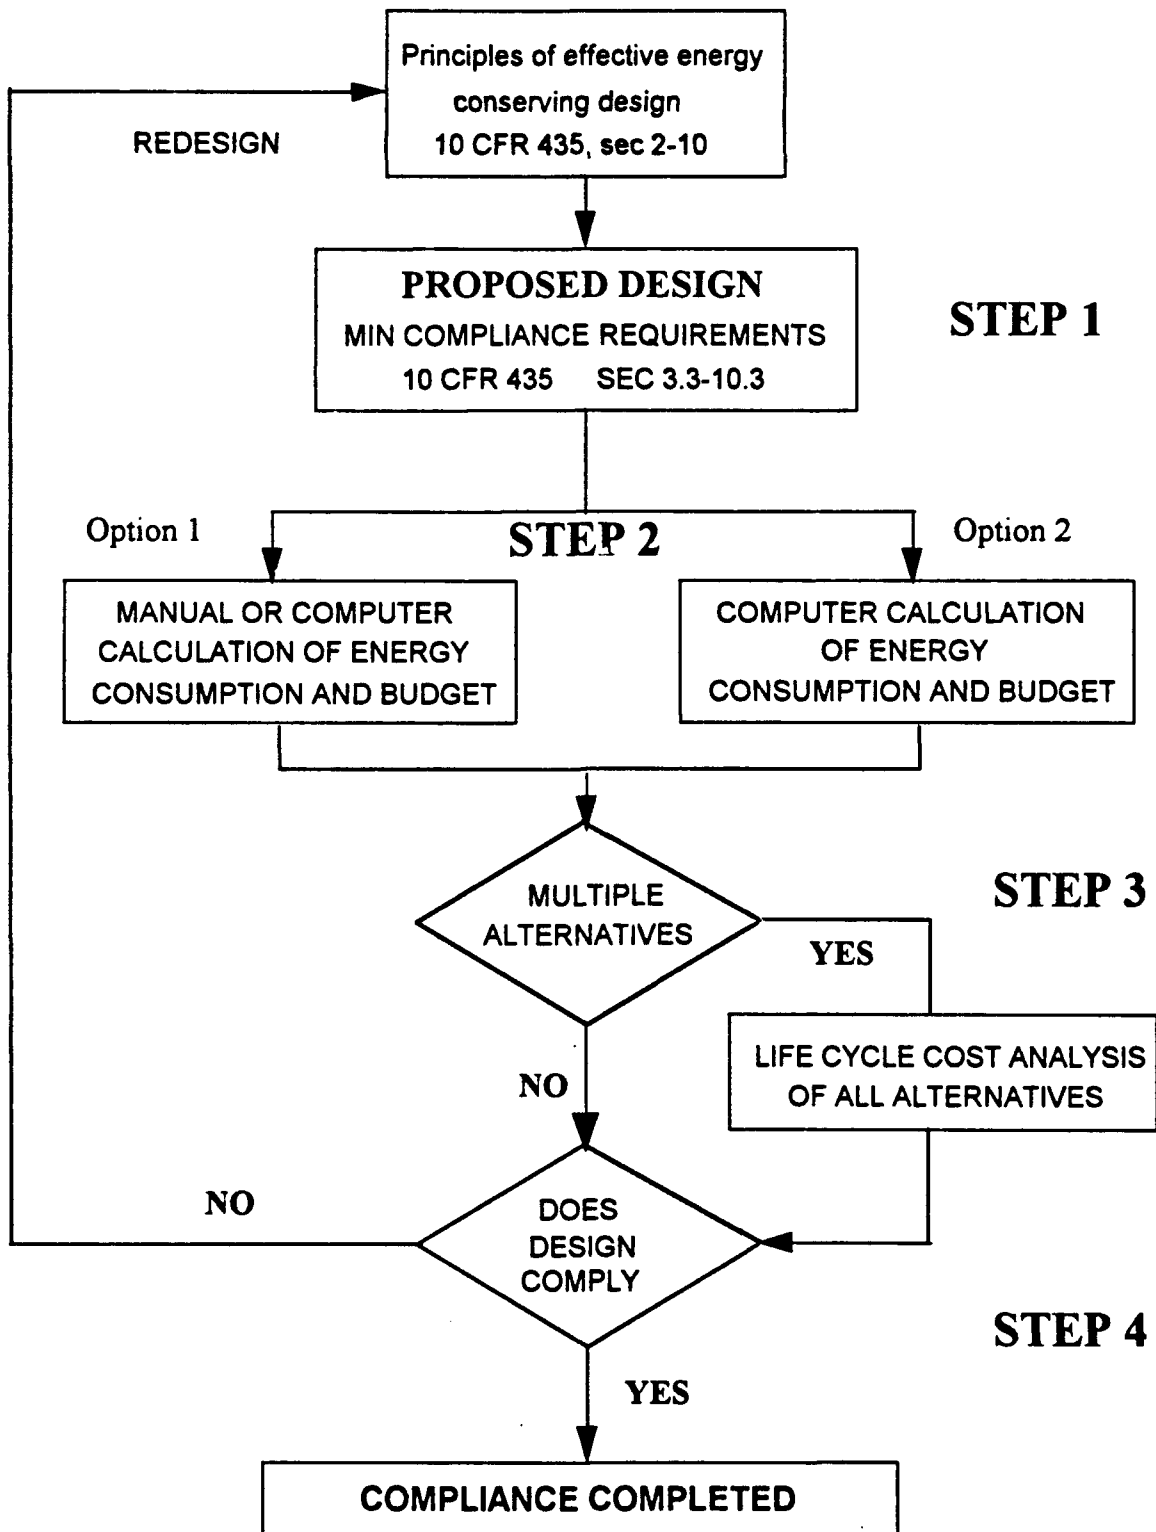 Principles of effective energy
conserving design
10 CFR 435, sec 2-10
REDESIGN
PROPOSED DESIGN
MIN COMPLIANCE REQUIREMENTS
10 CFR 435 SEC 3.3-10.3
STEP 1
Option 1
STEP 2
Option 2
MANUAL OR COMPUTER
CALCULATION OF ENERGY
CONSUMPTION AND BUDGET
COMPUTER CALCULATION
OF ENERGY
CONSUMPTION AND BUDGET
MULTIPLE
ALTERNATIVES
STEP 3
YES
LIFE CYCLE COST ANALYSIS
OF ALL ALTERNATIVES
NO
NO
DOES
DESIGN
COMPLY
STEP 4
YES
COMPLIANCE COMPLETED